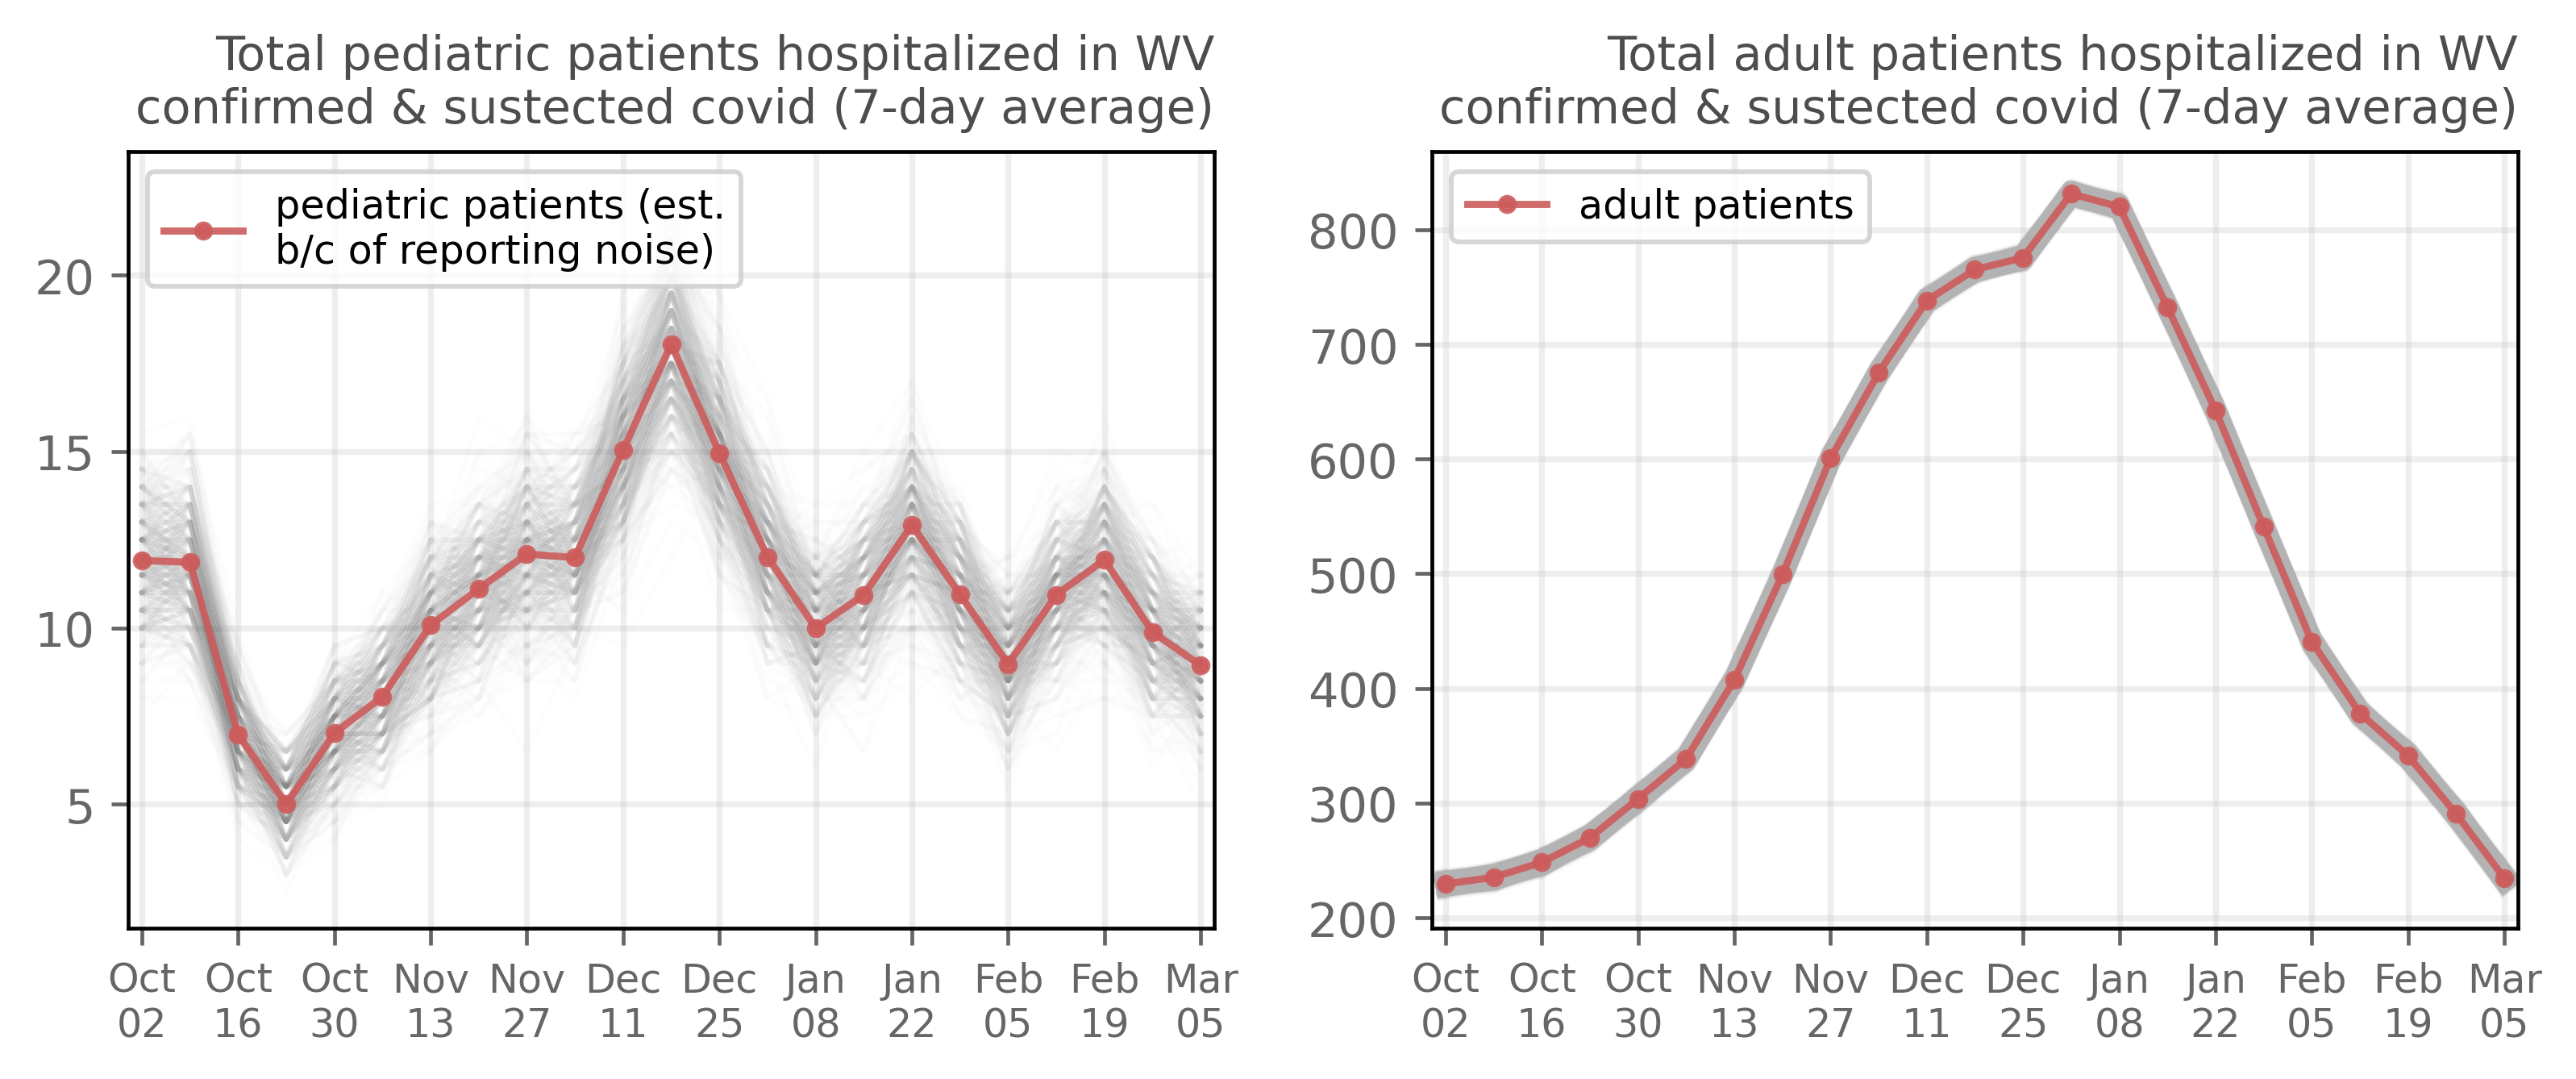 Total pediatric patients hospitalized in WV
confirmed & sustected covid (7-day average)
pediatric patients (est.
b/c of reporting noise)
20
15
10
5
Oct Oct Oct Nov Nov Dec Dec Jan Jan Feb Feb Mar
02 16 30 13 27 11 25 08 22 05 19 05
Total adult patients hospitalized in WV
confirmed & sustected covid (7-day average)
adult patients
800
700
600
500
400
300
200
Oct Oct Oct Nov Nov Dec Dec Jan Jan Feb Feb Mar
02 16 30 13 27 11 25 08 22 05 19 05